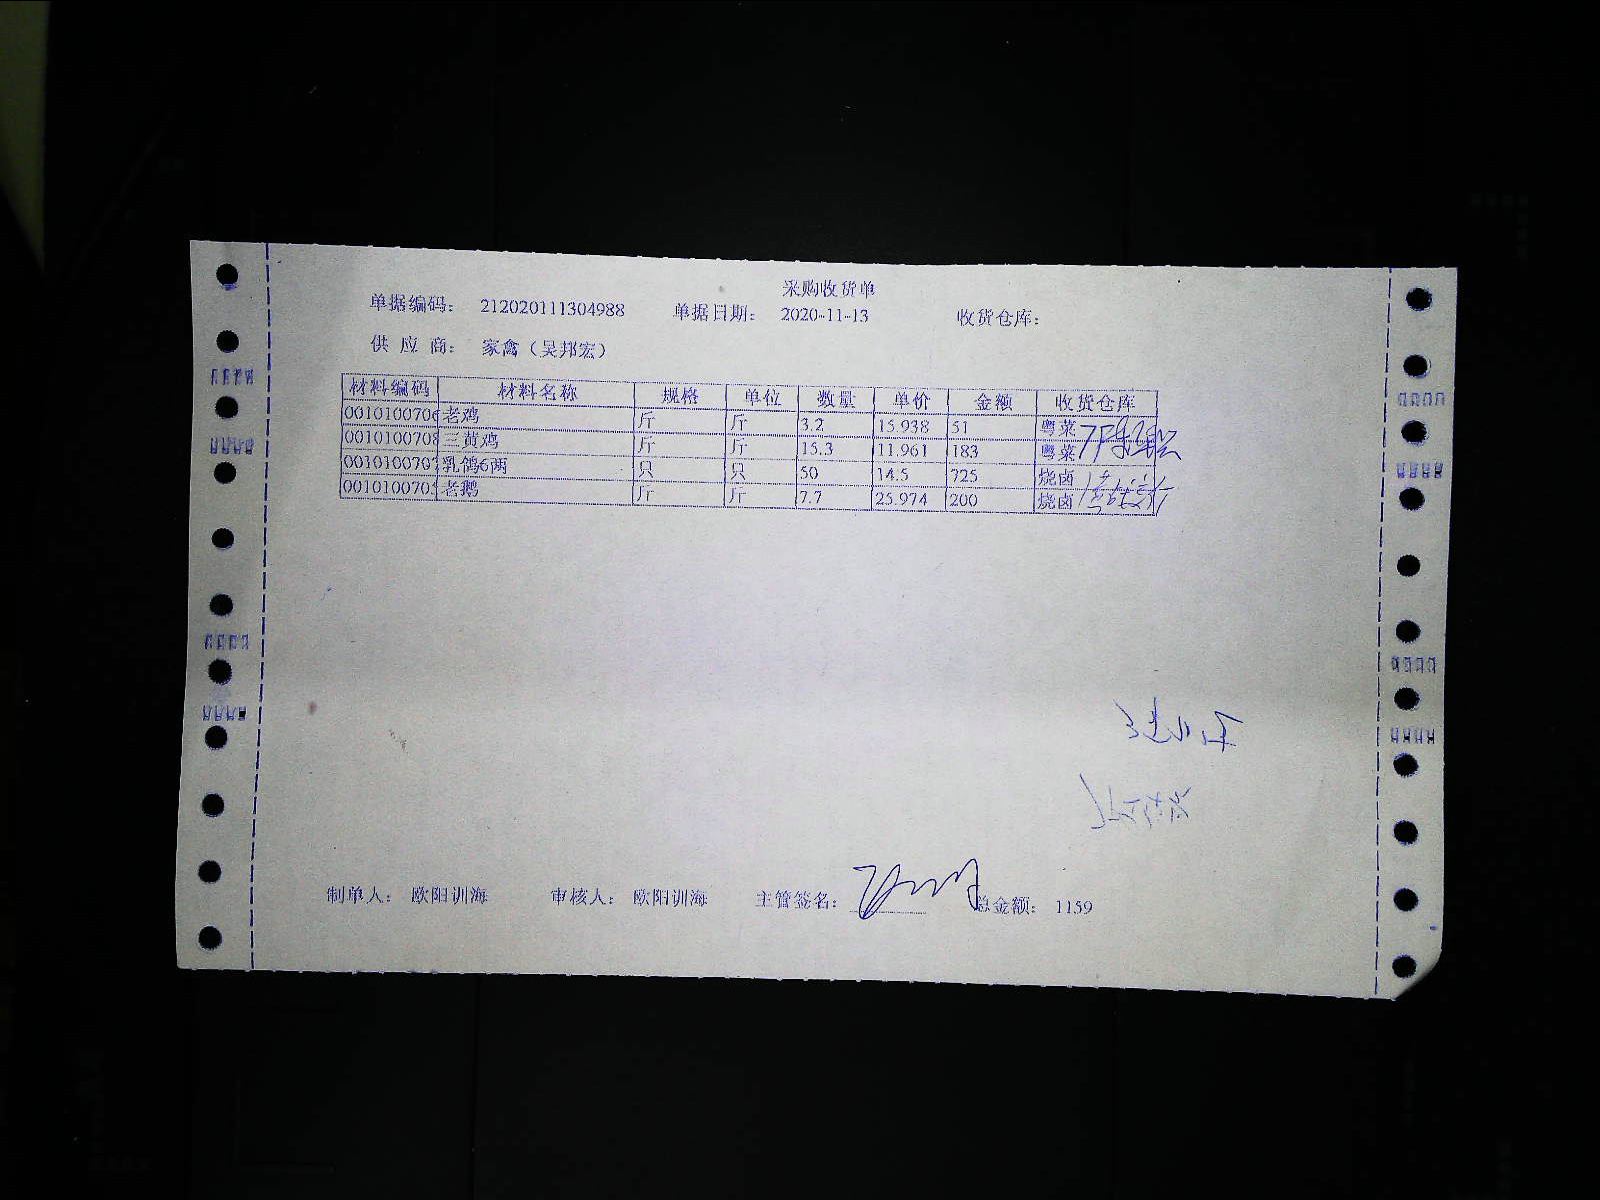 采购收货单
单据编码： 212020111304988 单据日期： 2020-11-13 收货仓库：
供 应 商： 家禽（吴邦宏）
材料编码 材料名称 规格 单位 数量 单价 金额 收货仓库
0010100706 老鸡 斤 斤 3.2 15.938 51 粤菜
0010100708 三黄鸡 斤 斤 15.3 11.961 183 粤菜
001010070 乳鸽6两 只 只 50 14.5 725 烧卤
001010070 老鹅 斤 斤 7.7 25.974 200 烧卤
制单人： 欧阳训海 审核人： 欧阳训海 主管签名： 总金额： 1159